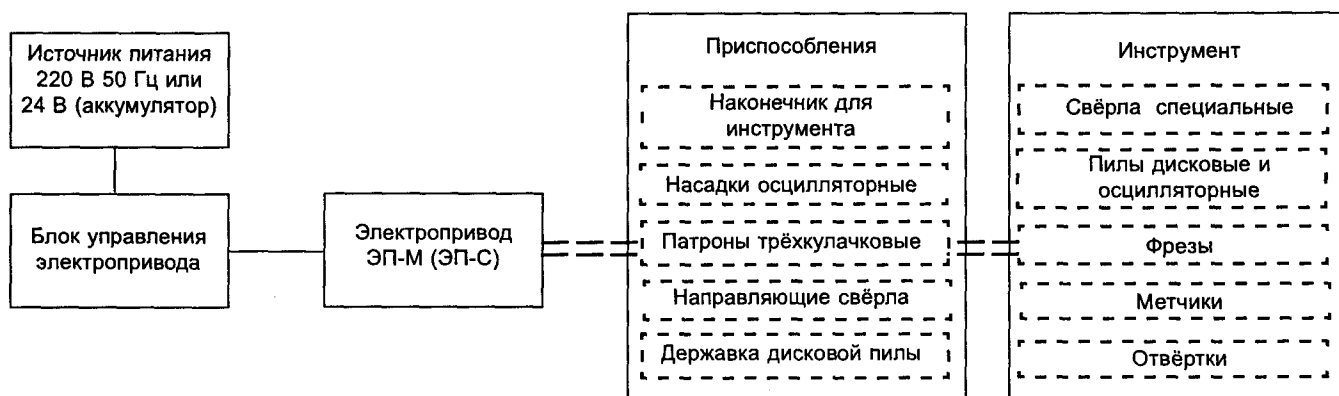 Источник питания
220 В 50 Гц или
24 В (аккумулятор)
Блок управления
электропривода
Электропривод
ЭП-М (ЭП-С)
Приспособления
Наконечник для
инструмента
Насадки осцилляторные
Патроны трёхкулачковые
Направляющие свёрла
Державка дисковой пилы
Инструмент
Свёрла специальные
Пилы дисковые и
осцилляторные
Фрезы
Метчики
Отвёртки